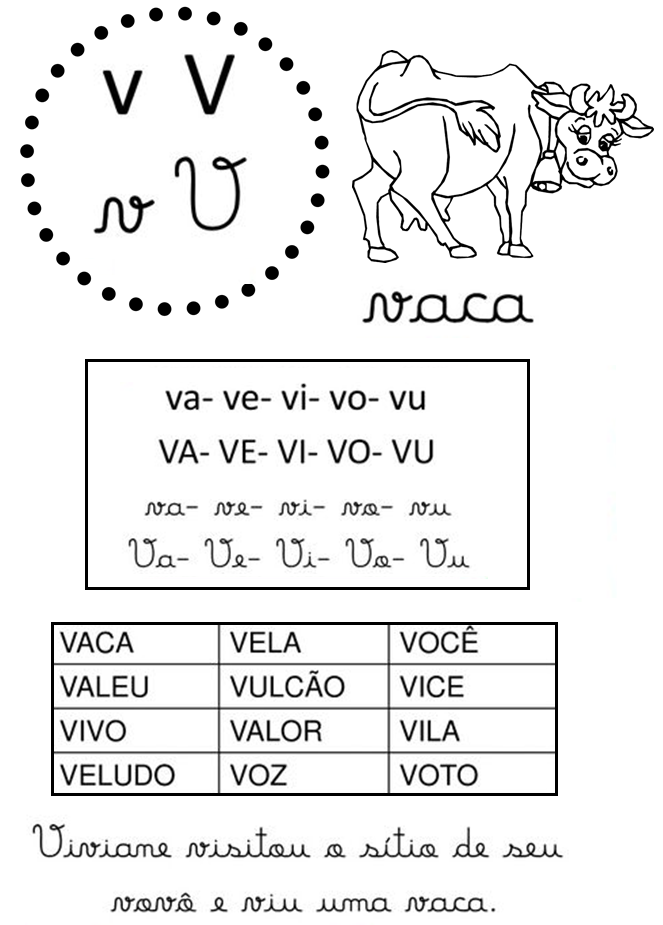 v V
v V
vaca
va- ve- vi- vo- vu
VA- VE- VI- VO- VU
va- ve- vi- vo- vu
Va- Ve- Vi- Vo- Vu
VACA VELA VOCÊ
VALEU VULCÃO VICE
VIVO VALOR VILA
VELUDO VOZ VOTO
Viviane visitou o sítio de seu
vovô e viu uma vaca.